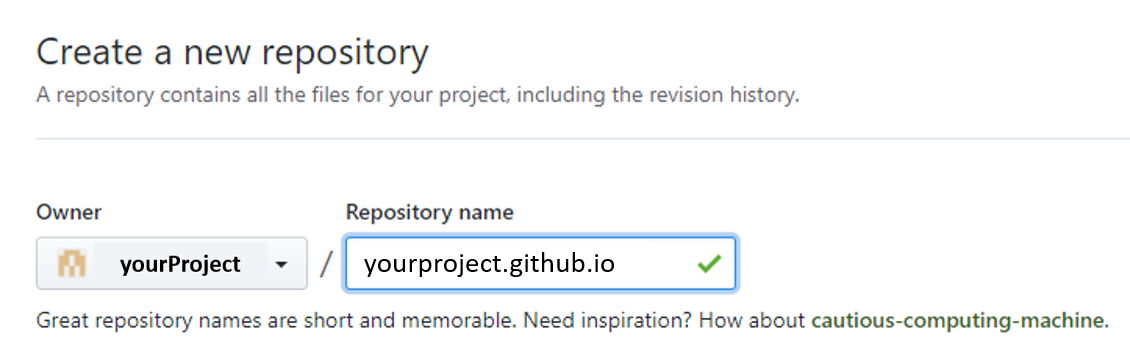 Create a new repository
A repository contains all the files for your project, including the revision history.
Owner
Repository name
yourProject / yourproject.github.io
Great repository names are short and memorable. Need inspiration? How about cautious-computing-machine.